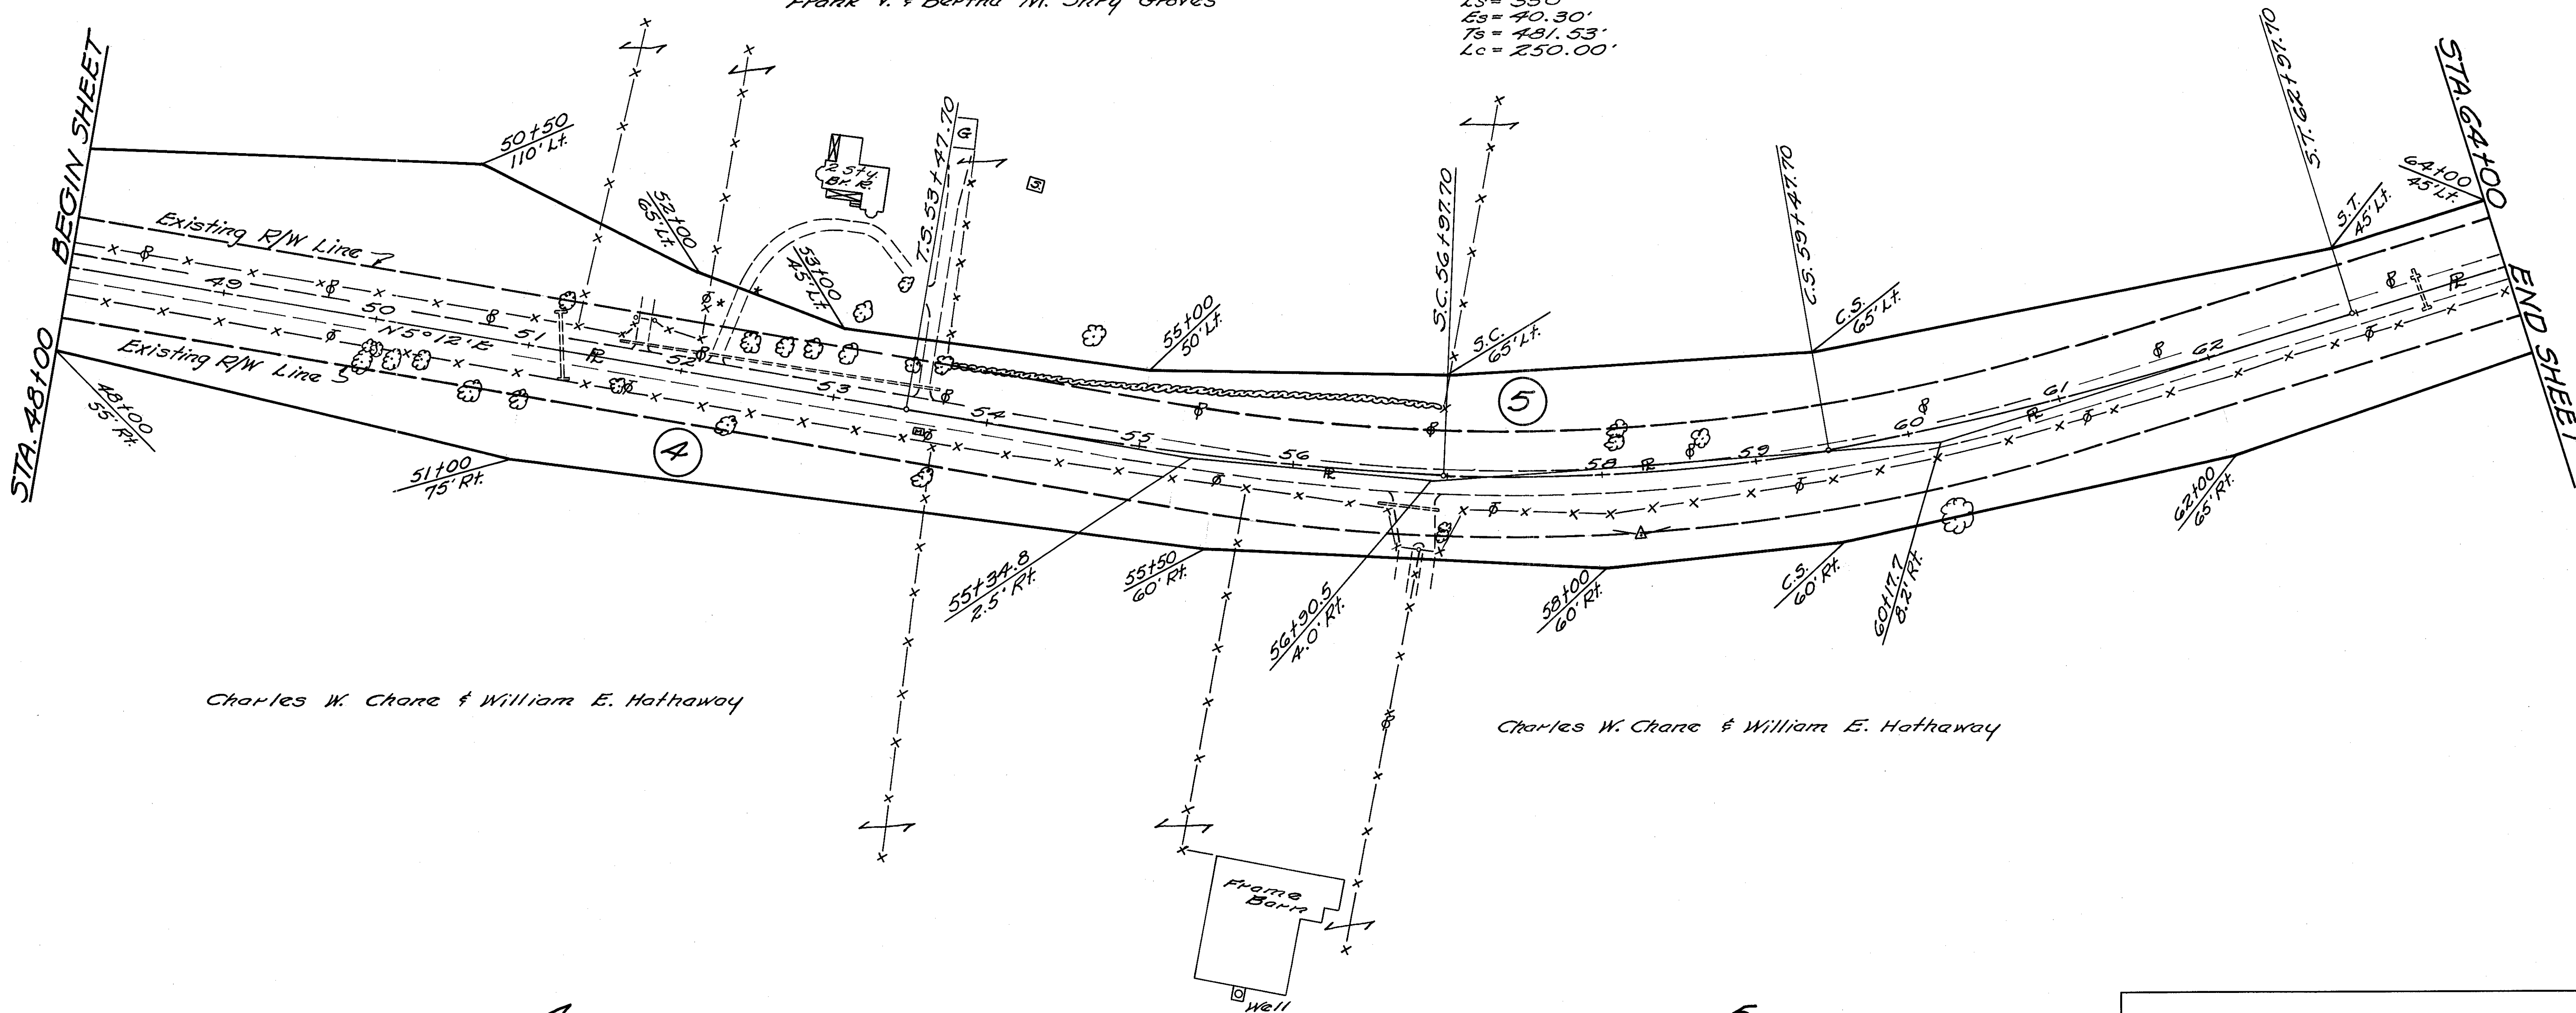 Frank V. & Bertha M. Shry Groves
Ls = 350'
Es = 40.30'
Ts = 481.53'
Lc = 250.00'
STA. 48+00 BEGIN SHEET
50+50
110' Lt.
52+00
65' Lt.
53+00
45' Lt.
2 Sty.
Br. R.
T.S. 53+47.70
G
S.
55+00
50' Lt.
S.C. 56+97.70
S.C.
65' Lt.
C.S. 59+47.70
C.S.
65' Lt.
S.T. 62+97.70
S.T.
45' Lt.
64+00
45' Lt.
STA. 64+00 END SHEET
Existing R/W Line
49
50
N 5° 12' E
51
52
53
54
55
56
58
59
60
61
62
PL
PL
PL
PL
PL
Existing R/W Line
4
5
48+00
55' Rt.
51+00
75' Rt.
55+34.8
2.5' Rt.
55+50
60' Rt.
56+90.5
4.0' Rt.
58+00
60' Rt.
C.S.
60' Rt.
60+17.7
8.2' Rt.
62+00
65' Rt.
Charles W. Chane & William E. Hathaway
Charles W. Chane & William E. Hathaway
Frame
Barn
Well